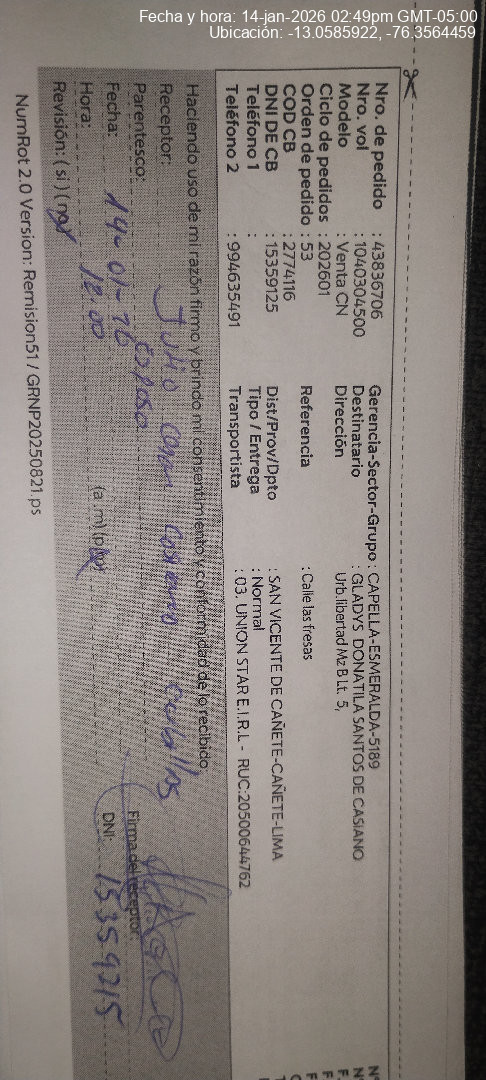 Fecha y hora: 14-jan-2026 02:49pm GMT-05:00
Ubicación: -13.0585922, -76.3564459
Nro. de pedido : 43836706 Gerencia-Sector-Grupo : CAPELLA-ESMERALDA-5189
Nro. vol : 1040304500 Destinatario : GLADYS DONATILA SANTOS DE CASIANO
Modelo : Venta CN Dirección Urb.libertad Mz B Lt. 5,
Ciclo de pedidos : 202601
Orden de pedido : 53 Referencia : Calle las fresas
COD CB : 2774116
DNI DE CB : 15359125 Dist/Prov/Dpto : SAN VICENTE DE CAÑETE-CAÑETE-LIMA
Teléfono 1 : Tipo / Entrega : Normal
Teléfono 2 : 994635491 Transportista : 03. UNION STAR E.I.R.L - RUC:20500644762
Haciendo uso de mi razón firmo y brindo mi consentimiento y conformidad de lo recibido
Receptor: Julio
Parentesco: esposo Firma del receptor:
Fecha: 14-01-26 DNI: 15359215
Hora: 12.00 (a.m) (p.m)
Revisión: ( si ) ( no )
NumRot 2.0 Version: Remision51 / GRNP20250821.ps